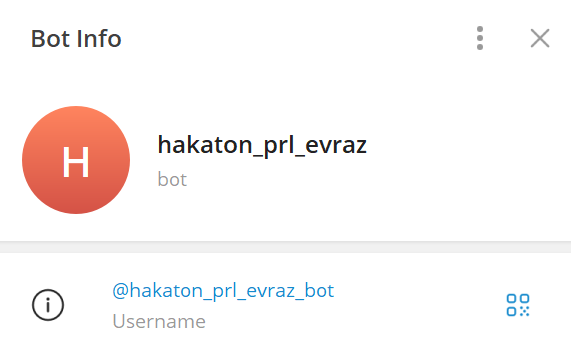 Bot Info
H
hakaton_prl_evraz
bot
@hakaton_prl_evraz_bot
Username